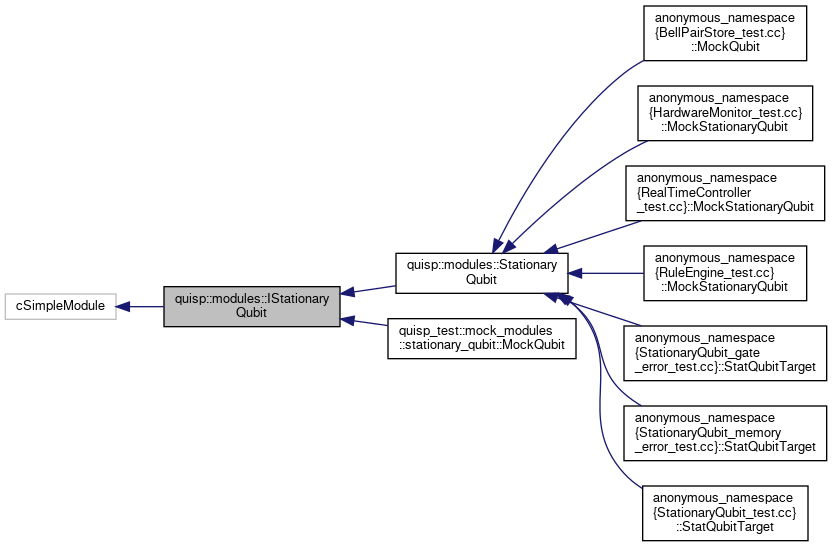 anonymous_namespace
{BellPairStore_test.cc}
::MockQubit
anonymous_namespace
{HardwareMonitor_test.cc}
::MockStationaryQubit
anonymous_namespace
{RealTimeController
_test.cc}::MockStationaryQubit
quisp::modules::Stationary
Qubit
anonymous_namespace
{RuleEngine_test.cc}
::MockStationaryQubit
cSimpleModule
quisp::modules::IStationary
Qubit
quisp_test::mock_modules
::stationary_qubit::MockQubit
anonymous_namespace
{StationaryQubit_gate
_error_test.cc}::StatQubitTarget
anonymous_namespace
{StationaryQubit_memory
_error_test.cc}::StatQubitTarget
anonymous_namespace
{StationaryQubit_test.cc}
::StatQubitTarget